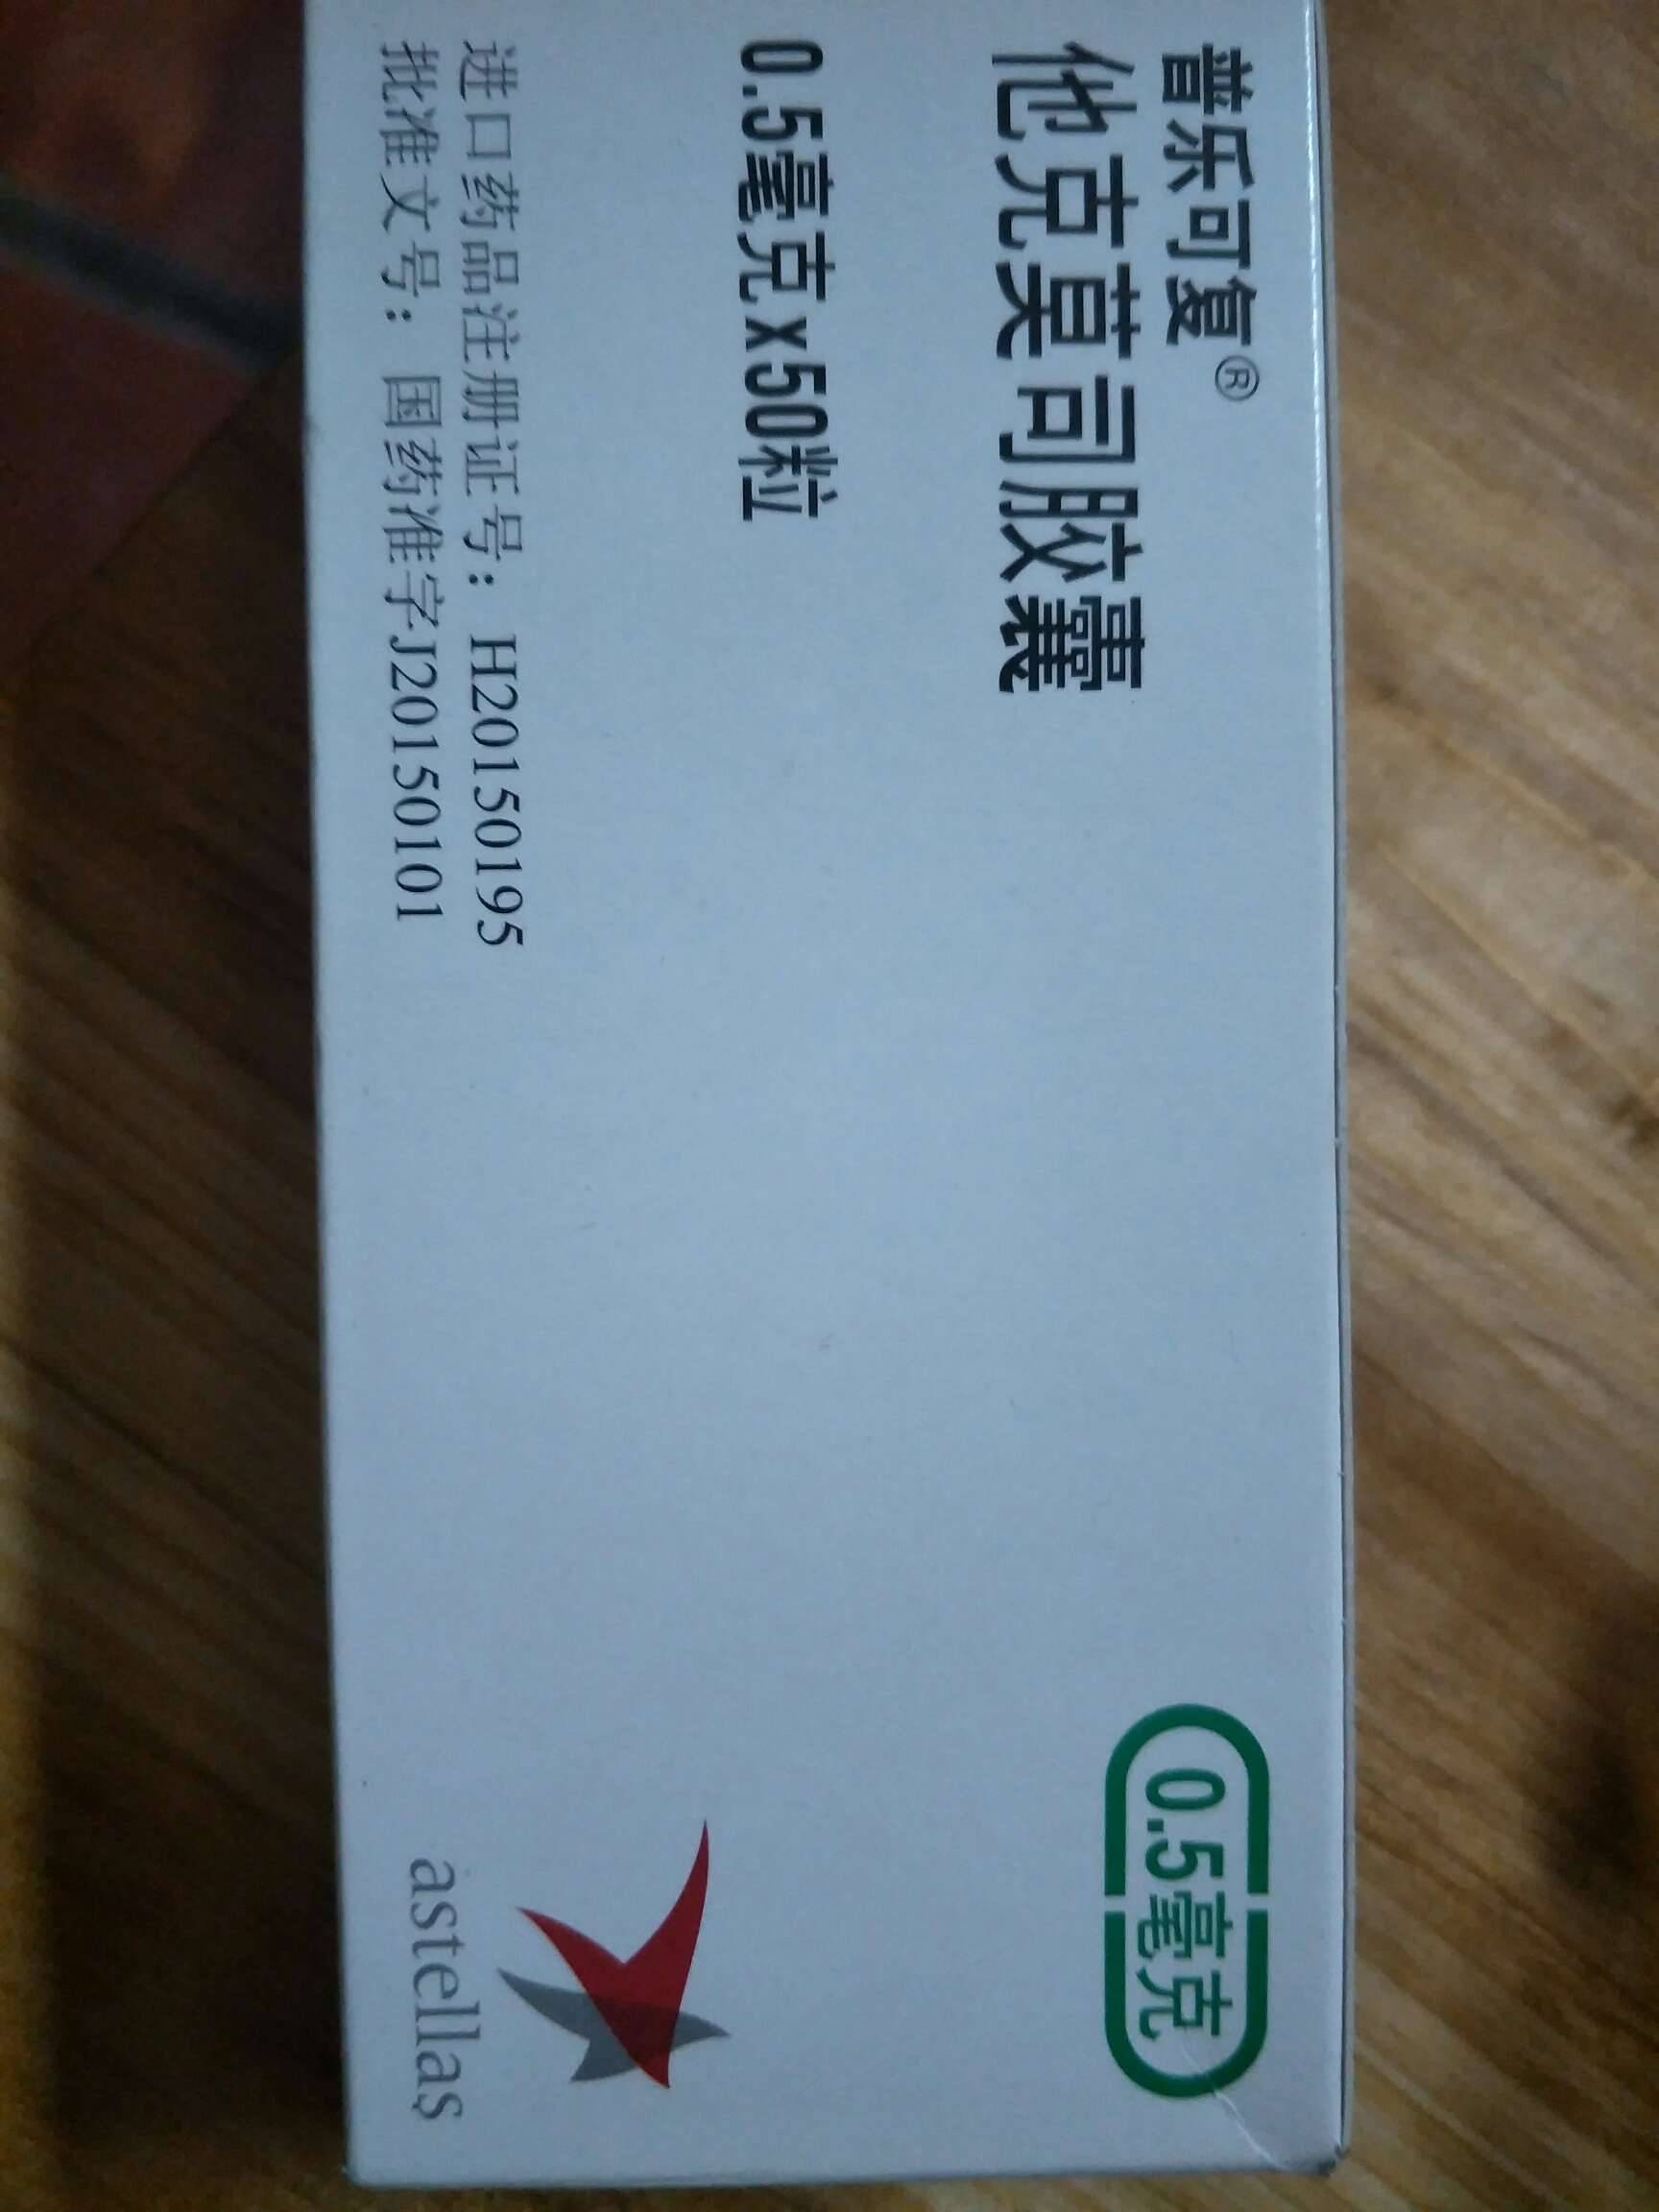 普乐可复®
他克莫司胶囊
0.5毫克
0.5毫克x50粒
进口药品注册证号：H20150195
批准文号：国药准字J20150101
astellas